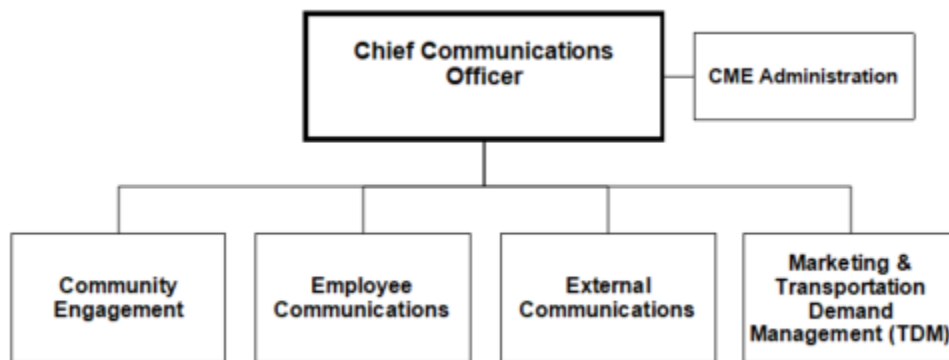 Chief Communications
Officer
CME Administration
Community
Engagement
Employee
Communications
External
Communications
Marketing &
Transportation
Demand
Management (TDM)